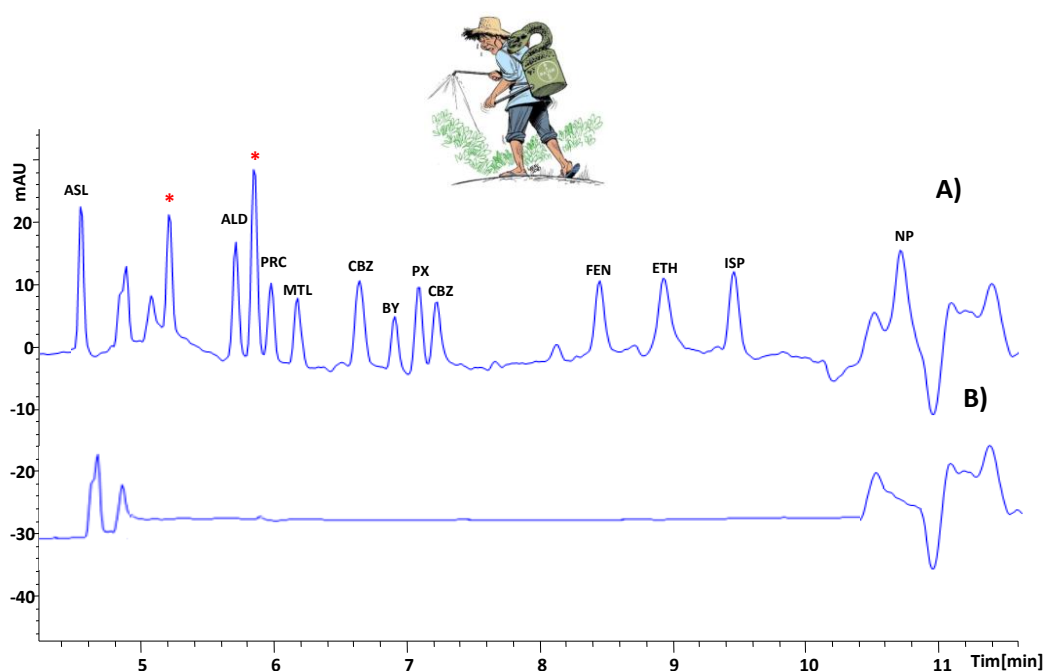 A)
mAU
ASL
*
ALD
*
PRC
MTL
CBZ
BY
PX
CBZ
FEN
ETH
ISP
NP
20
10
0
-10
B)
-20
-30
-40
5
6
7
8
9
10
11
Tim[min]